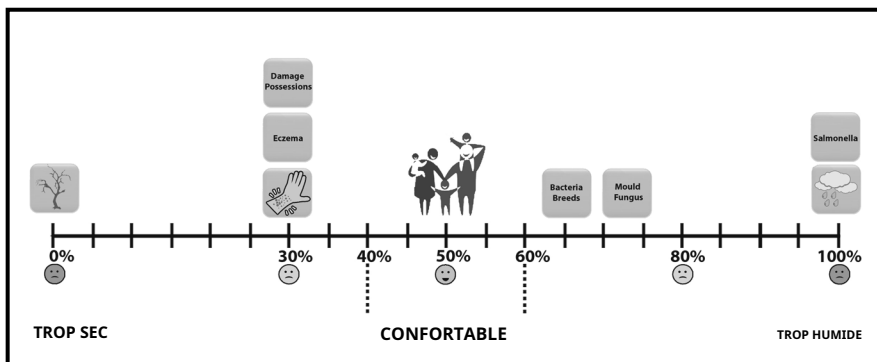 Damage
Possessions
Eczema
Salmonella
Bacteria
Breeds
Mould
Fungus
0%
30%
40%
50%
60%
80%
100%
TROP SEC
CONFORTABLE
TROP HUMIDE